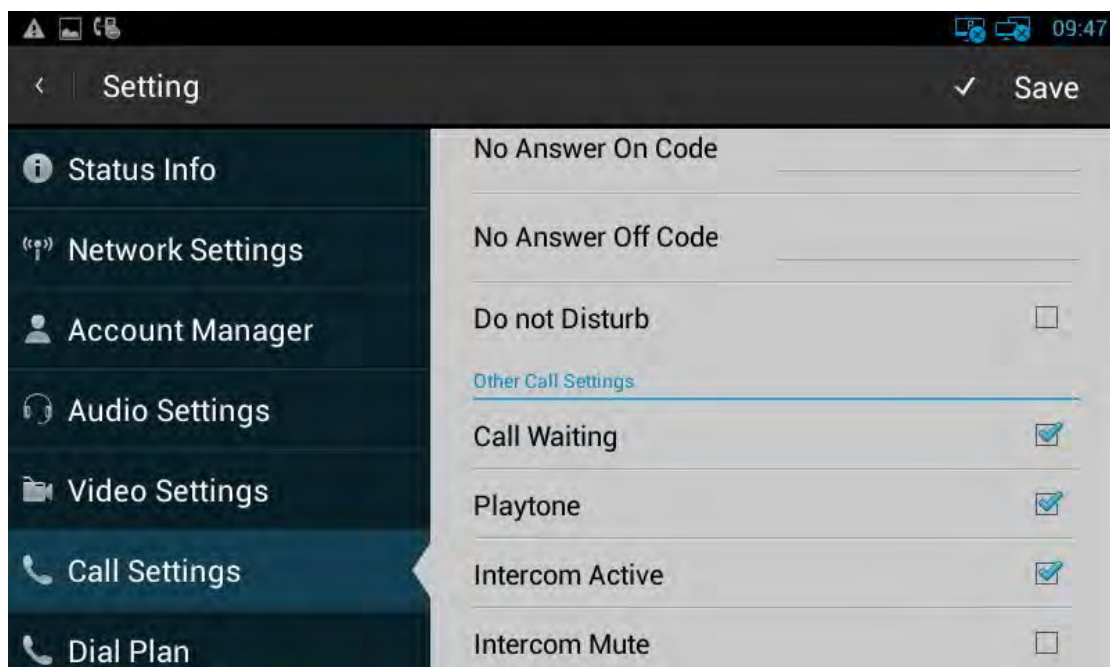 09:47
Setting
Save
Status Info
Network Settings
Account Manager
Audio Settings
Video Settings
Call Settings
Dial Plan
No Answer On Code
No Answer Off Code
Do not Disturb
Other Call Settings
Call Waiting
Playtone
Intercom Active
Intercom Mute